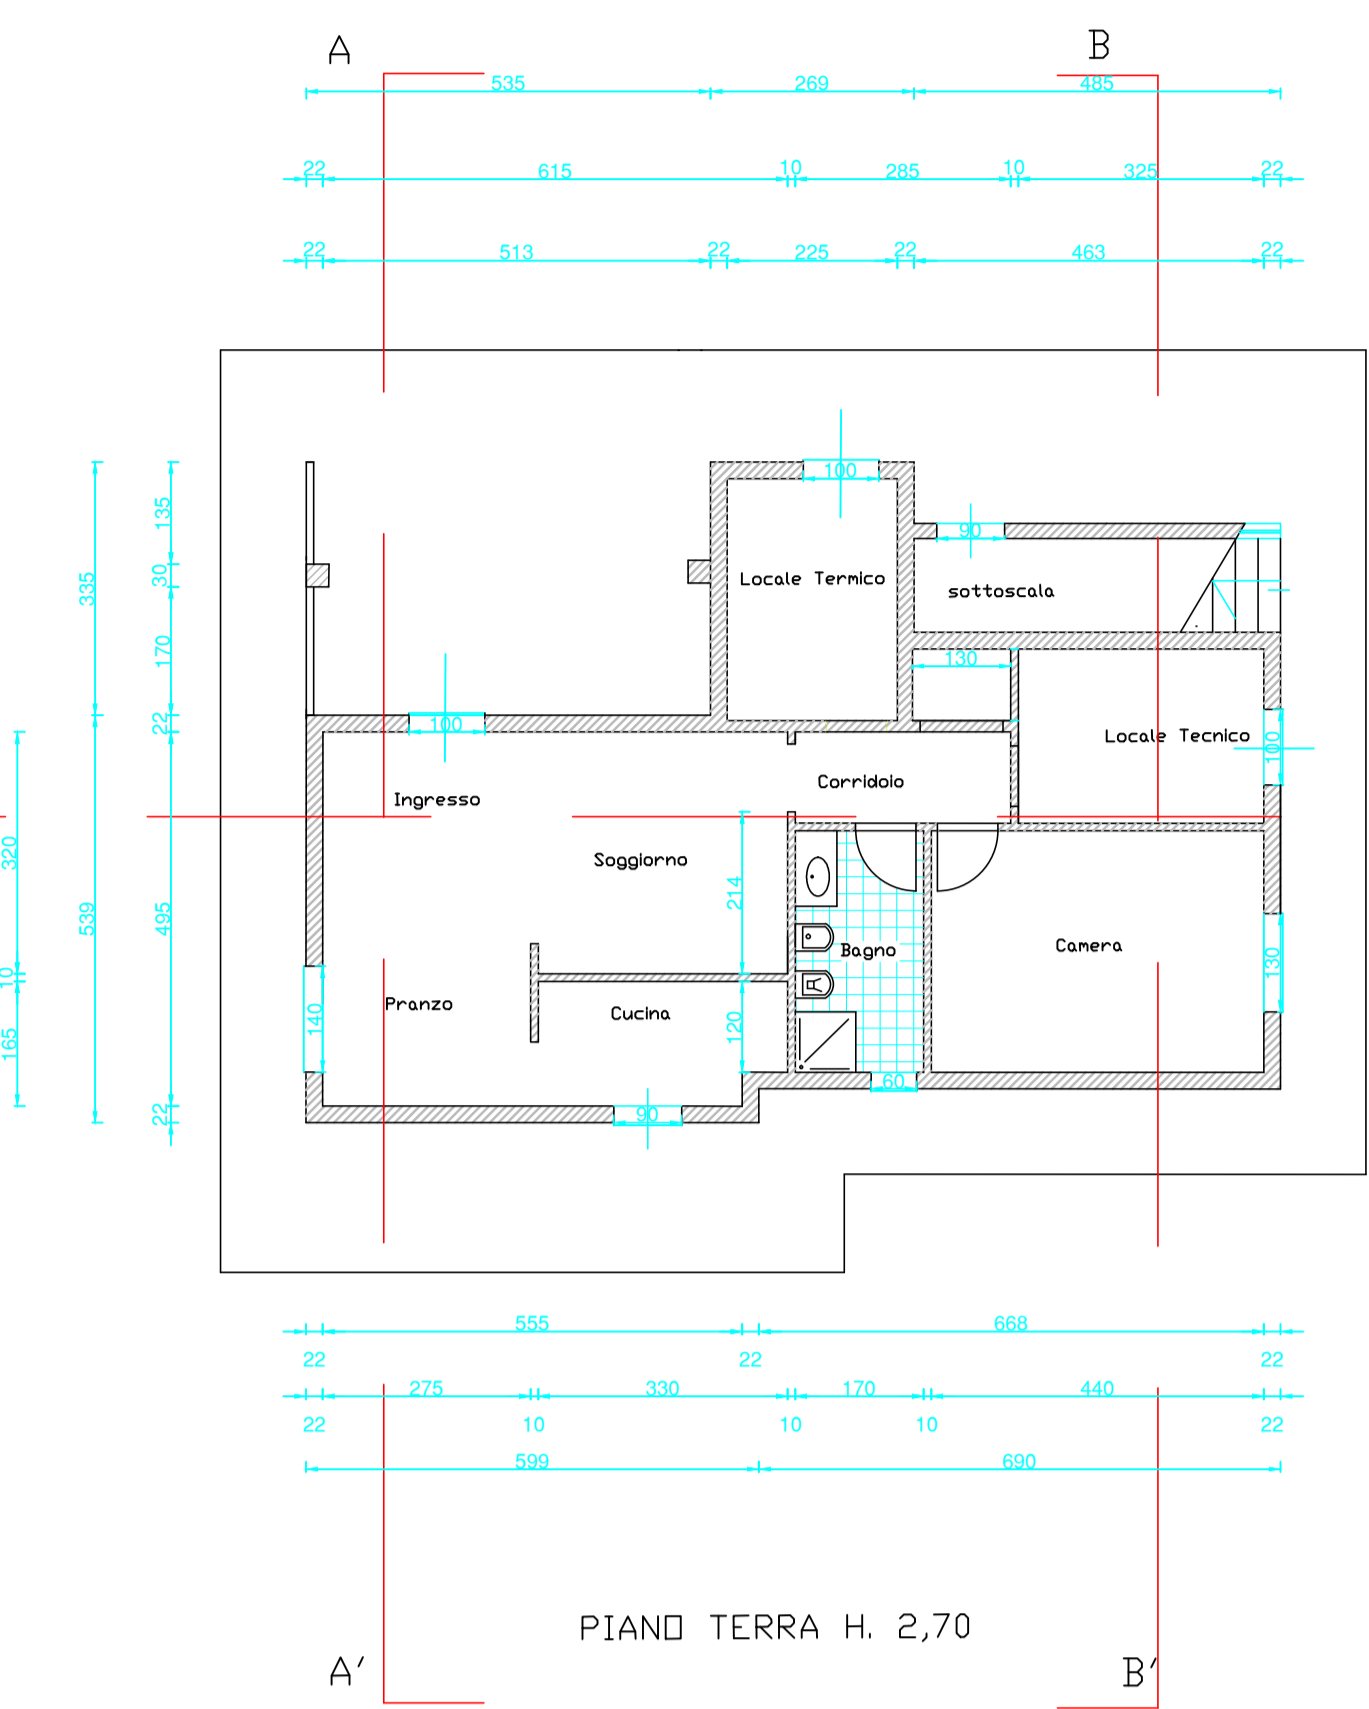 A
B
535 269 485
22 615 10 285 10 325 22
22 513 22 225 22 463 22
100
135
90
335
30
Locale Termico
sottoscala
170
130
22
100
Locale Tecnico
100
Corridoio
Ingresso
320
Soggiorno
214
539
495
Bagno
Camera
130
10
Pranzo
140
Cucina
165
120
60
22
90
555 668
22 22 22
275 330 170 440
22 10 10 10 22
599 690
PIANO TERRA H. 2,70
A'
B'